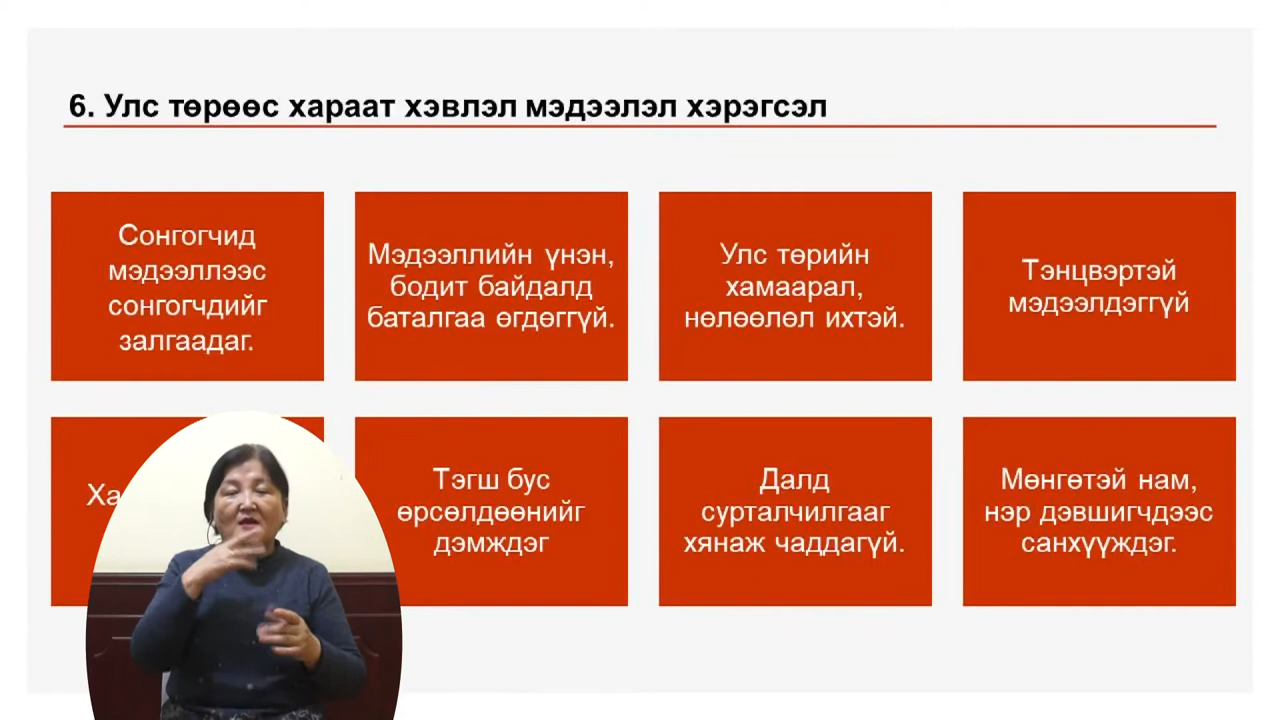 6. Улс төрөөс хараат хэвлэл мэдээлэл хэрэгсэл
Сонгогчид
мэдээллээс
сонгогчдийг
залгаадаг.
Мэдээллийн үнэн,
бодит байдалд
баталгаа өгдөггүй.
Улс төрийн
хамаарал,
нөлөөлөл ихтэй.
Тэнцвэртэй
мэдээлдэггүй
Тэгш бус
өрсөлдөөнийг
дэмждэг
Далд
сурталчилгааг
хянаж чаддагүй.
Мөнгөтэй нам,
нэр дэвшигчдээс
санхүүждэг.